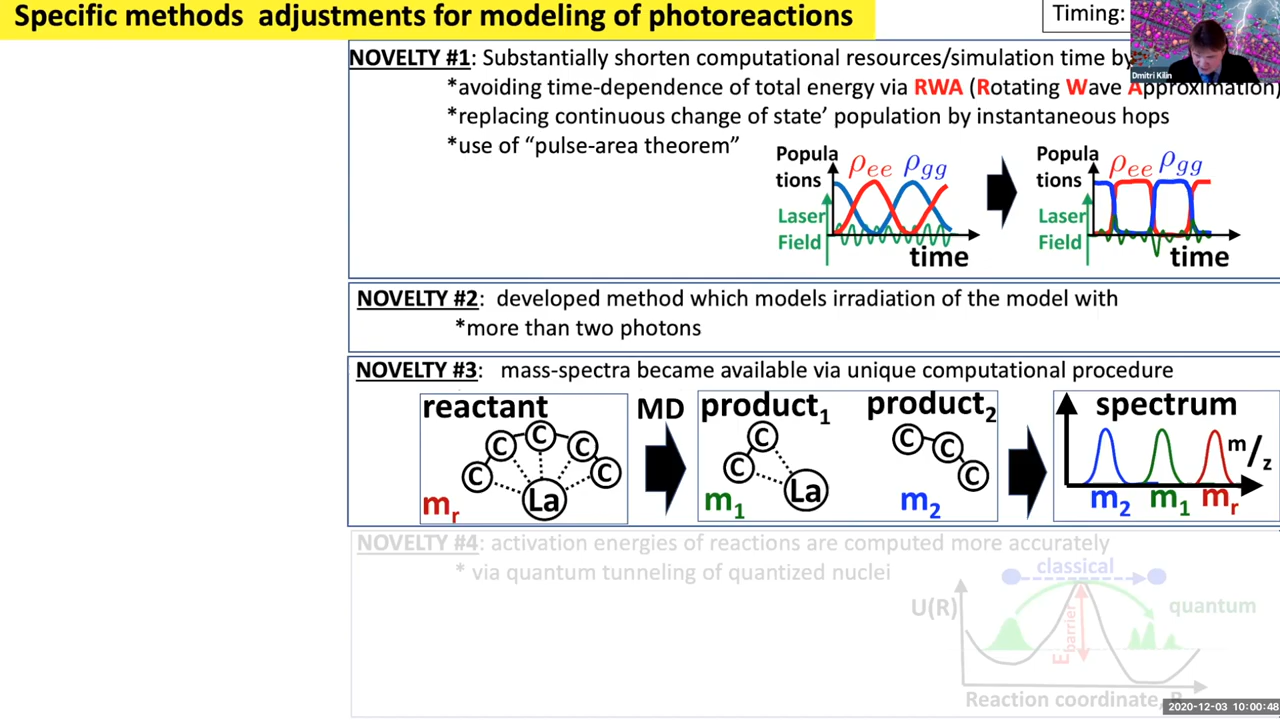 Specific methods adjustments for modeling of photoreactions
Timing:
Dmitri Kilin
NOVELTY #1: Substantially shorten computational resources/simulation time by
*avoiding time-dependence of total energy via RWA (Rotating Wave Approximation)
*replacing continuous change of state’ population by instantaneous hops
*use of “pulse-area theorem”
Popula
tions
ρee ρgg
Laser
Field
time
Popula
tions
ρee ρgg
Laser
Field
time
NOVELTY #2: developed method which models irradiation of the model with
*more than two photons
NOVELTY #3: mass-spectra became available via unique computational procedure
reactant MD product1 product2 spectrum
C C C C C La
mr
C C La
m1
C C C
m2
m/z
m2 m1 mr
NOVELTY #4: activation energies of reactions are computed more accurately
* via quantum tunneling of quantized nuclei
classical
U(R)
quantum
Ebarrier
Reaction coordinate,
2020-12-03 10:00:48